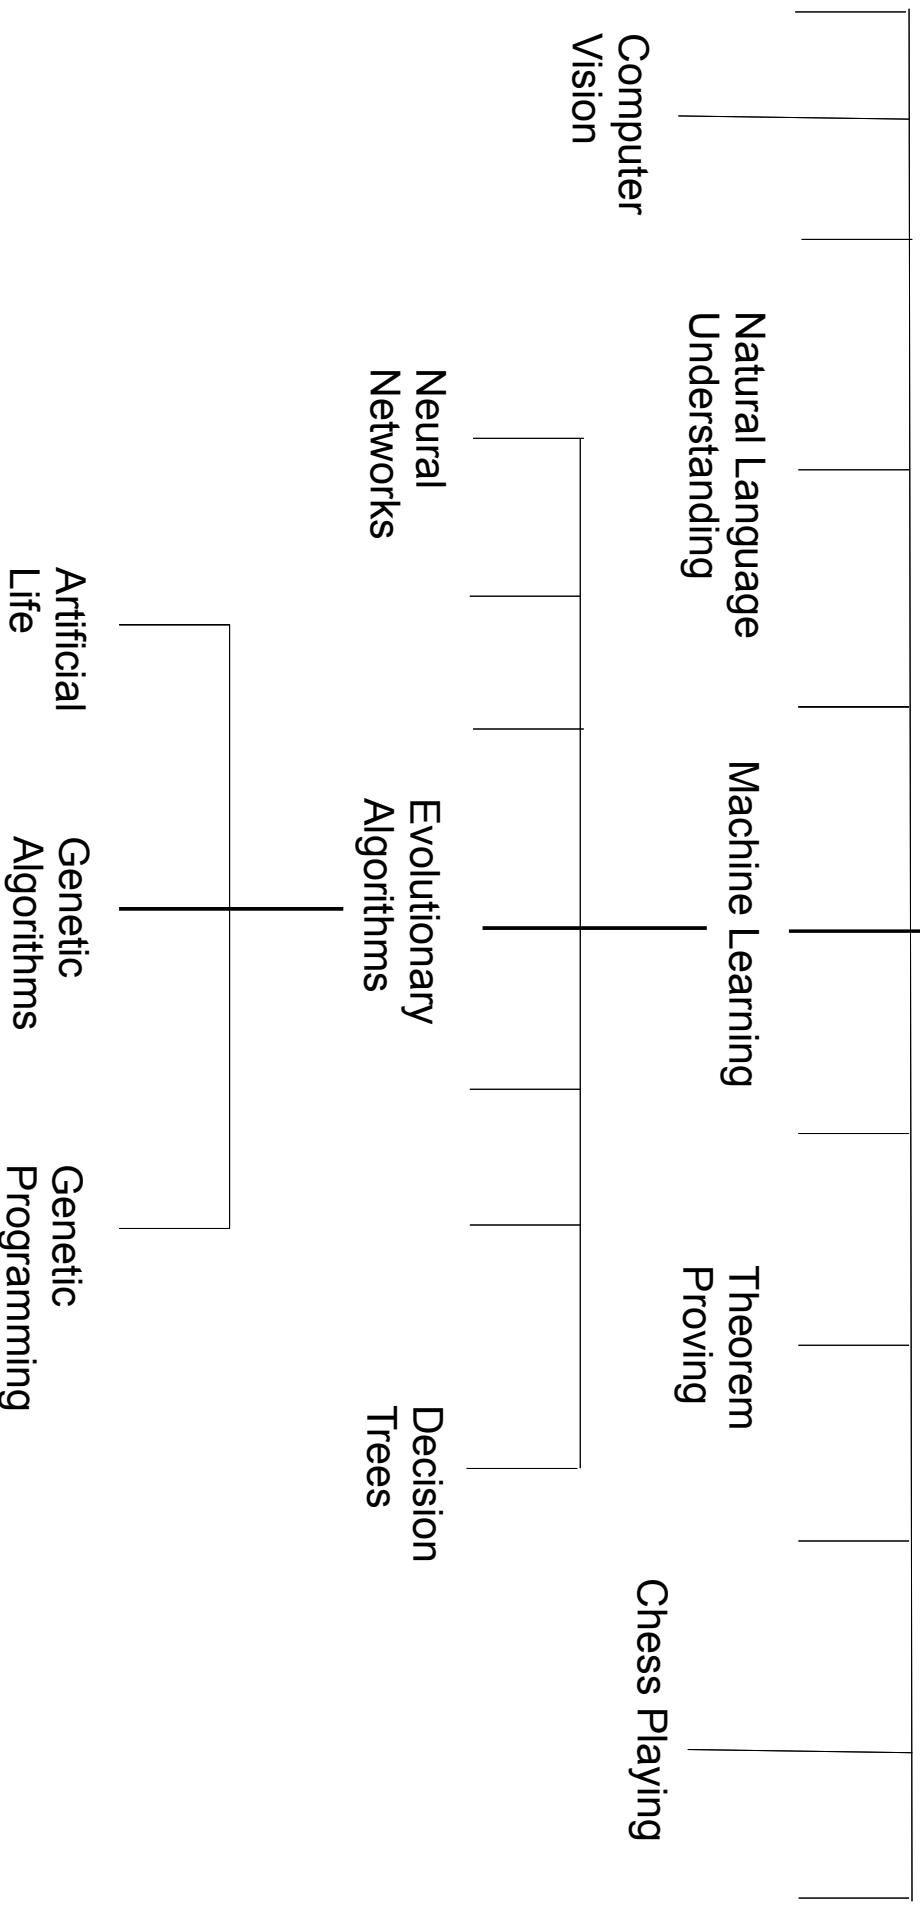 Computer
Vision
Natural Language
Understanding
Machine Learning
Theorem
Proving
Chess Playing
Neural
Networks
Evolutionary
Algorithms
Decision
Trees
Artificial
Life
Genetic
Algorithms
Genetic
Programming